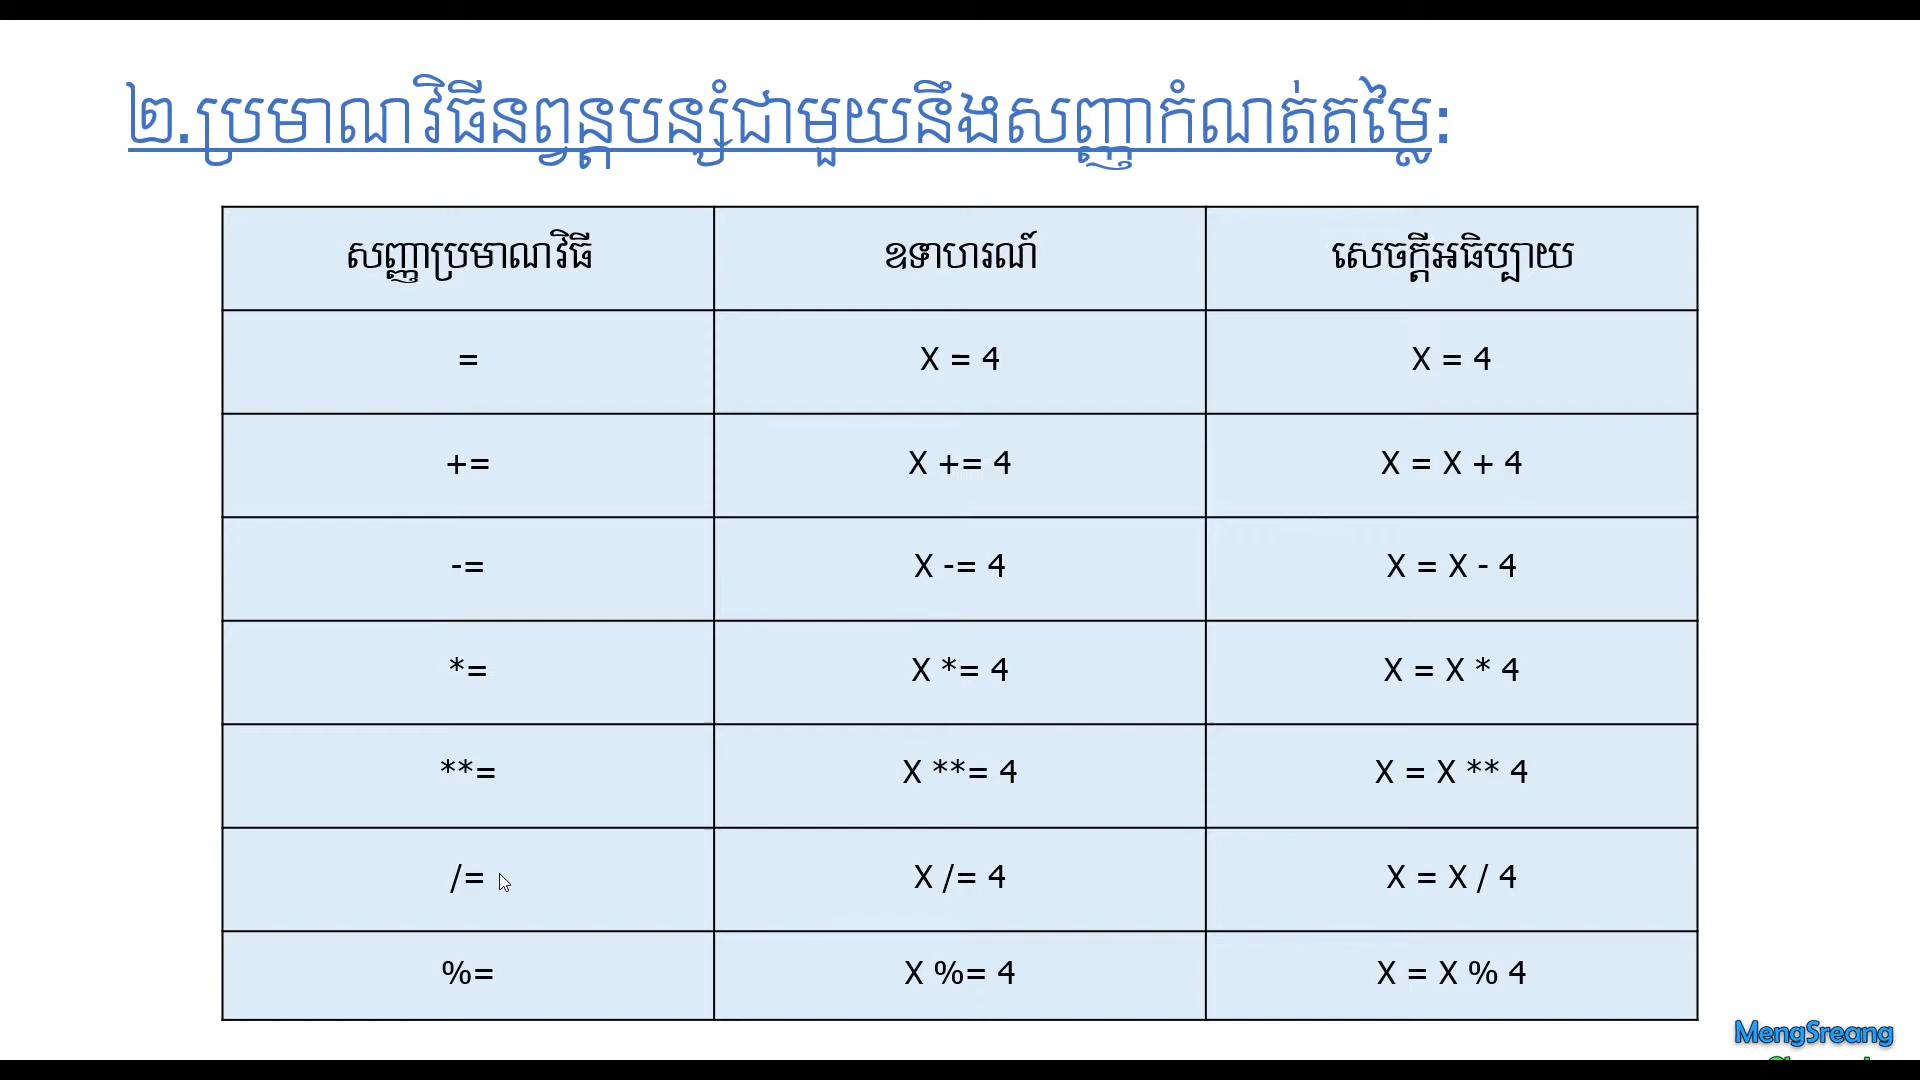 ២.ប្រមាណវិធីនព្វន្តបន្សំជាមួយនឹងសញ្ញាកំណត់តម្លៃ:
សញ្ញាប្រមាណវិធី ឧទាហរណ៍ សេចក្ដីអធិប្បាយ
= X = 4 X = 4
+= X += 4 X = X + 4
-= X -= 4 X = X - 4
*= X *= 4 X = X * 4
**= X **= 4 X = X ** 4
/= X /= 4 X = X / 4
%= X %= 4 X = X % 4
MengSreang